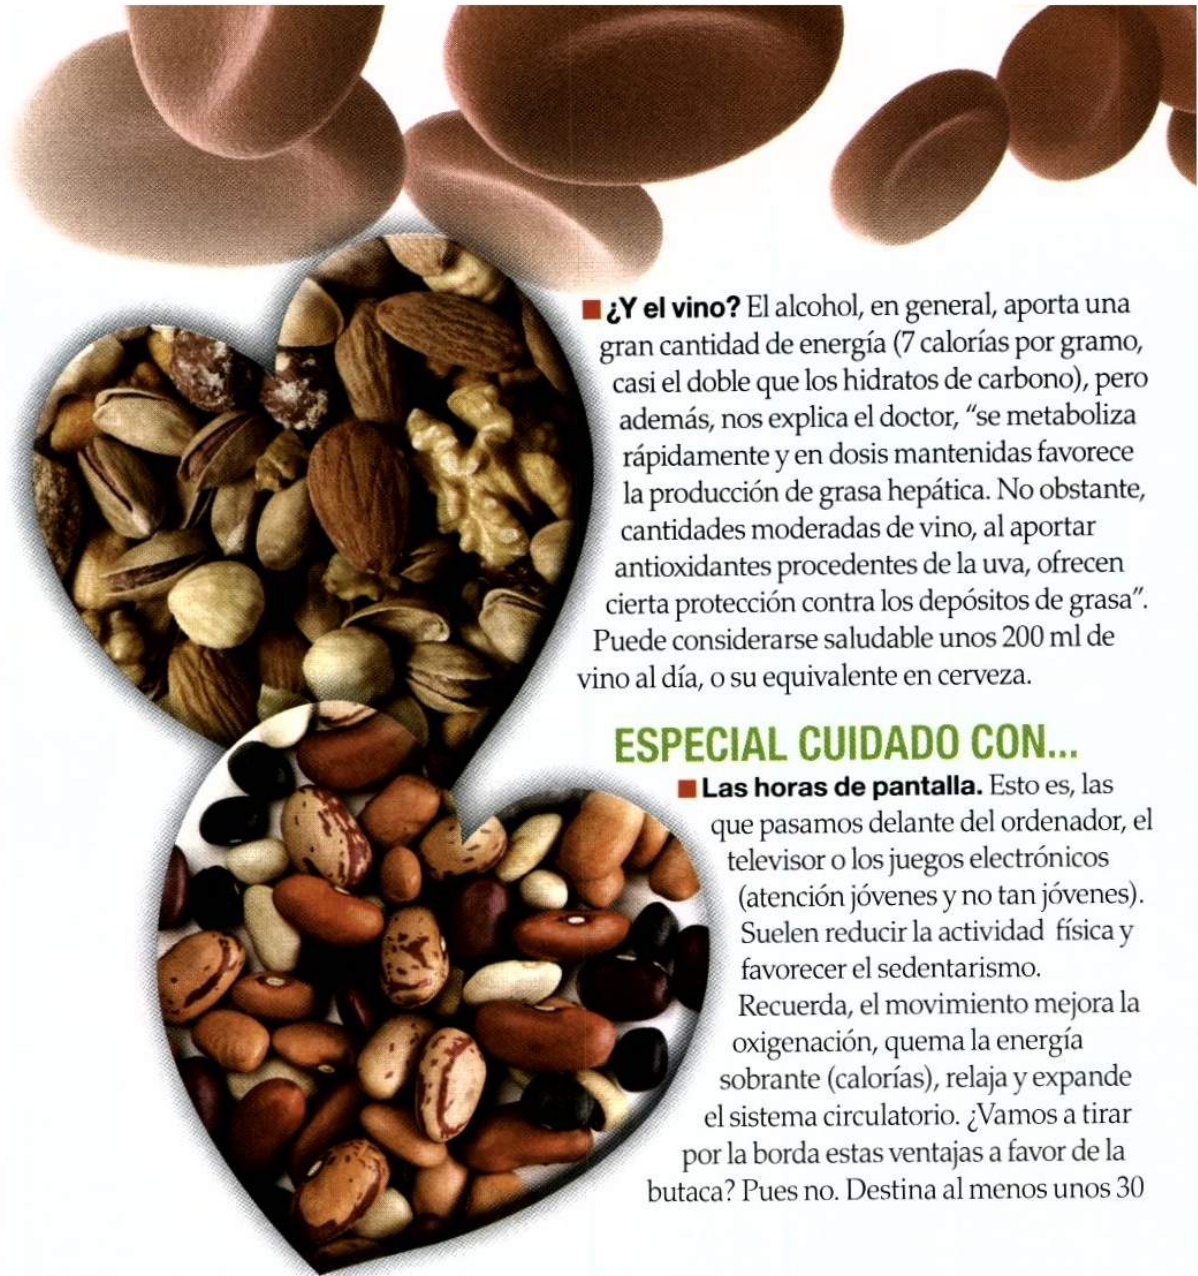 ■ ¿Y el vino? El alcohol, en general, aporta una
gran cantidad de energía (7 calorías por gramo,
casi el doble que los hidratos de carbono), pero
además, nos explica el doctor, “se metaboliza
rápidamente y en dosis mantenidas favorece
la producción de grasa hepática. No obstante,
cantidades moderadas de vino, al aportar
antioxidantes procedentes de la uva, ofrecen
cierta protección contra los depósitos de grasa”.
Puede considerarse saludable unos 200 ml de
vino al día, o su equivalente en cerveza.
ESPECIAL CUIDADO CON...
■ Las horas de pantalla. Esto es, las
que pasamos delante del ordenador, el
televisor o los juegos electrónicos
(atención jóvenes y no tan jóvenes).
Suelen reducir la actividad física y
favorecer el sedentarismo.
Recuerda, el movimiento mejora la
oxigenación, quema la energía
sobrante (calorías), relaja y expande
el sistema circulatorio. ¿Vamos a tirar
por la borda estas ventajas a favor de la
butaca? Pues no. Destina al menos unos 30